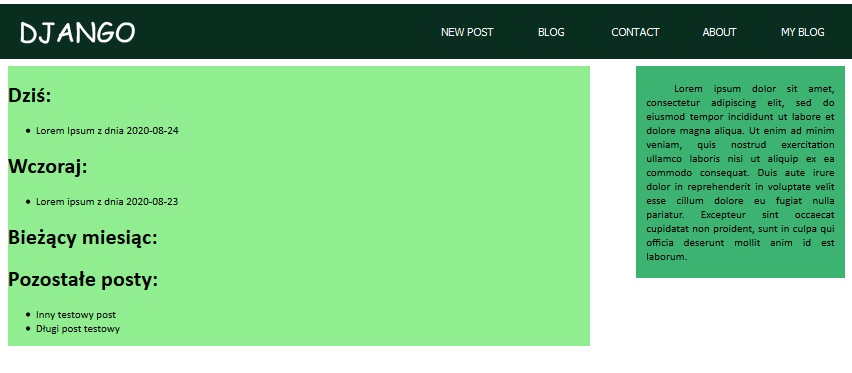 DJANGO
NEW POST BLOG CONTACT ABOUT MY BLOG
Dziś:
• Lorem Ipsum z dnia 2020-08-24
Wczoraj:
• Lorem ipsum z dnia 2020-08-23
Bieżący miesiąc:
Pozostałe posty:
• Inny testowy post
• Długi post testowy
Lorem ipsum dolor sit amet,
consectetur adipiscing elit, sed do
eiusmod tempor incididunt ut labore et
dolore magna aliqua. Ut enim ad minim
veniam, quis nostrud exercitation
ullamco laboris nisi ut aliquip ex ea
commodo consequat. Duis aute irure
dolor in reprehenderit in voluptate velit
esse cillum dolore eu fugiat nulla
pariatur. Excepteur sint occaecat
cupidatat non proident, sunt in culpa qui
officia deserunt mollit anim id est
laborum.